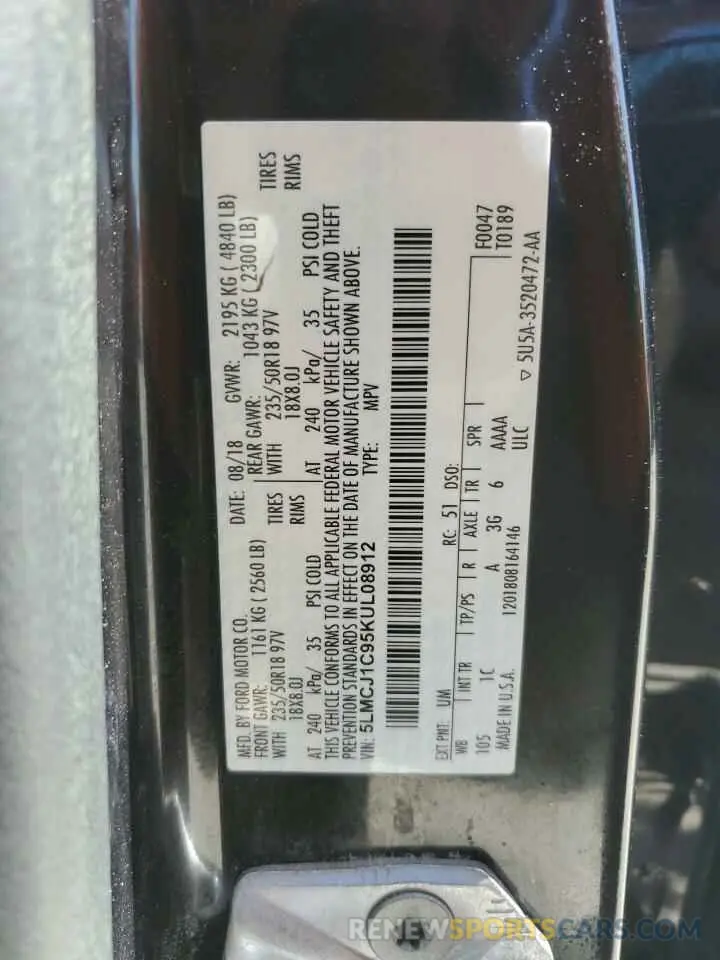 MFD. BY FORD MOTOR CO.
DATE: 08/18 GVWR: 2195 KG ( 4840 LB)
FRONT GAWR: 1161 KG ( 2560 LB) REAR GAWR: 1043 KG ( 2300 LB)
WITH 235/50R18 97V TIRES WITH 235/50R18 97V TIRES
18X8.0J RIMS 18X8.0J RIMS
AT 240 kPa/ 35 PSI COLD AT 240 kPa/ 35 PSI COLD
THIS VEHICLE CONFORMS TO ALL APPLICABLE FEDERAL MOTOR VEHICLE SAFETY AND THEFT
PREVENTION STANDARDS IN EFFECT ON THE DATE OF MANUFACTURE SHOWN ABOVE.
VIN: 5LMCJ1C95KUL08912 TYPE: MPV
EXT PNT: UM RC: 51 DSO:
WB INT TR TP/PS R AXLE TR SPR F0047
105 1C A 3G 6 AAAA T0189
MADE IN U.S.A. 1201808164146 ULC ▽ 5U5A-3520472-AA
RENEWSPORTSCARS.COM